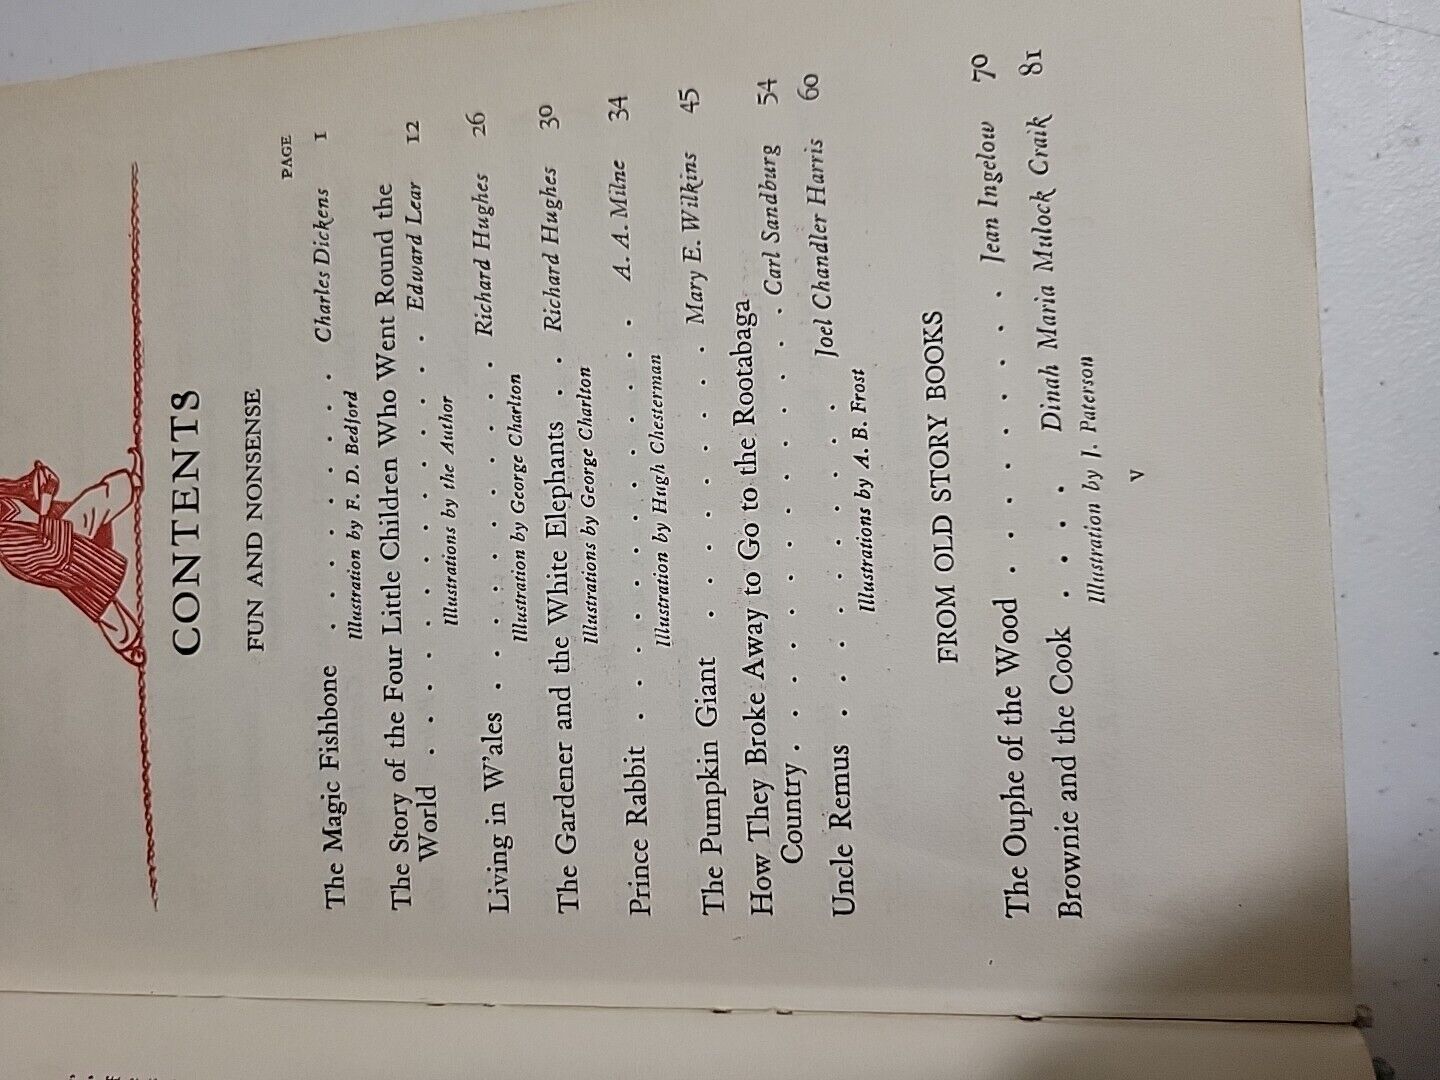 CONTENTS
FUN AND NONSENSE
PAGE
The Magic Fishbone . . . . . . . Charles Dickens 1
Illustration by F. D. Bedford
The Story of the Four Little Children Who Went Round the
World . . . . . . . . . . . . . Edward Lear 12
Illustrations by the Author
Living in W'ales . . . . . . . . . . Richard Hughes 26
Illustration by George Charlton
The Gardener and the White Elephants . . Richard Hughes 30
Illustrations by George Charlton
Prince Rabbit . . . . . . . . . . . . . A. A. Milne 34
Illustration by Hugh Chesterman
The Pumpkin Giant . . . . . . . . Mary E. Wilkins 45
How They Broke Away to Go to the Rootabaga
Country . . . . . . . . . . . . . Carl Sandburg 54
Uncle Remus . . . . . . . . . Joel Chandler Harris 60
Illustrations by A. B. Frost
FROM OLD STORY BOOKS
The Ouphe of the Wood . . . . . . . . Jean Ingelow 70
Brownie and the Cook . . . . Dinah Maria Mulock Craik 81
Illustration by J. Paterson
v